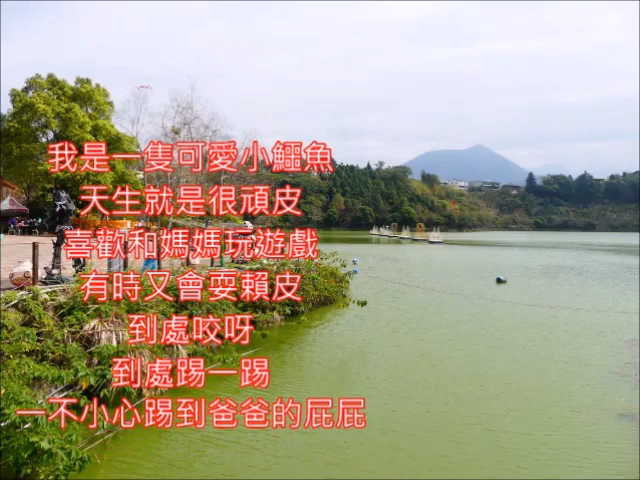 我是一隻可愛小鱷魚
天生就是很頑皮
喜歡和媽媽玩遊戲
有時又會耍賴皮
到處咬呀
到處踢一踢
一不小心踢到爸爸的屁屁